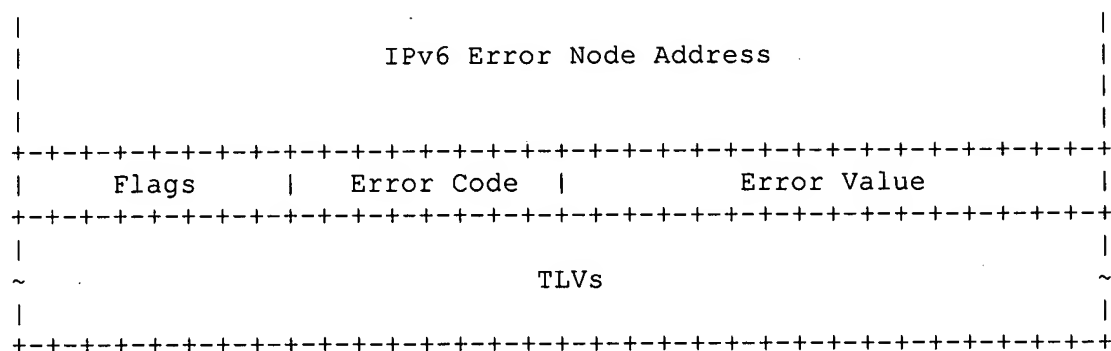 IPv6 Error Node Address
+-+-+-+-+-+-+-+-+-+-+-+-+-+-+-+-+-+-+-+-+-+-+-+-+-+-+-+-+-+-+-+-+
| Flags | Error Code | Error Value |
+-+-+-+-+-+-+-+-+-+-+-+-+-+-+-+-+-+-+-+-+-+-+-+-+-+-+-+-+-+-+-+-+
| |
~ TLVs ~
| |
+-+-+-+-+-+-+-+-+-+-+-+-+-+-+-+-+-+-+-+-+-+-+-+-+-+-+-+-+-+-+-+-+